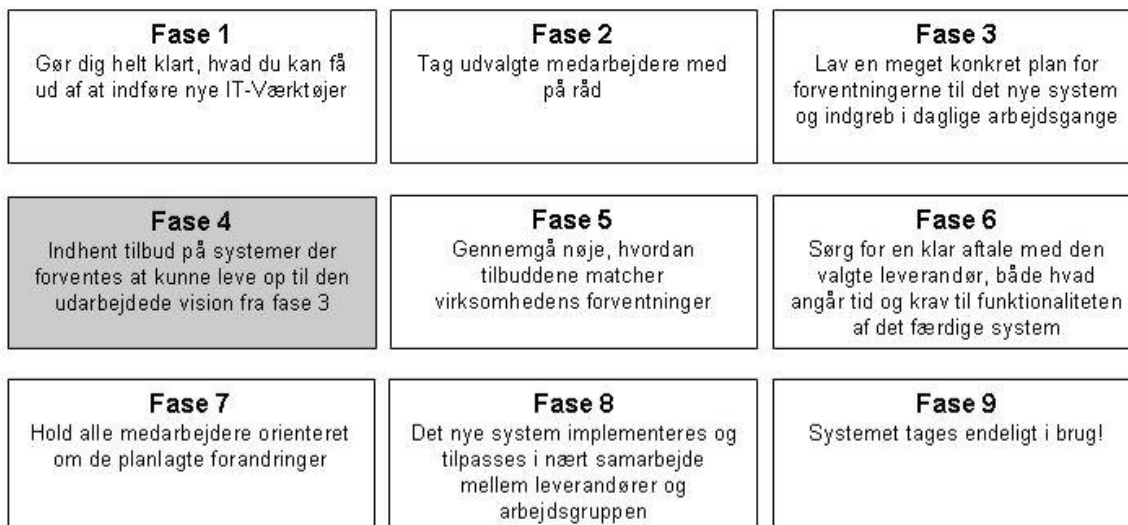 Fase 1
Gør dig helt klart, hvad du kan få
ud af at indføre nye IT-Værktøjer
Fase 2
Tag udvalgte medarbejdere med
på råd
Fase 3
Lav en meget konkret plan for
forventningerne til det nye system
og indgreb i daglige arbejdsgange
Fase 4
Indhent tilbud på systemer der
forventes at kunne leve op til den
udarbejdede vision fra fase 3
Fase 5
Gennemgå nøje, hvordan
tilbuddene matcher
virksomhedens forventninger
Fase 6
Sørg for en klar aftale med den
valgte leverandør, både hvad
angår tid og krav til funktionaliteten
af det færdige system
Fase 7
Hold alle medarbejdere orienteret
om de planlagte forandringer
Fase 8
Det nye system implementeres og
tilpasses i nært samarbejde
mellem leverandører og
arbejdsgruppen
Fase 9
Systemet tages endeligt i brug!